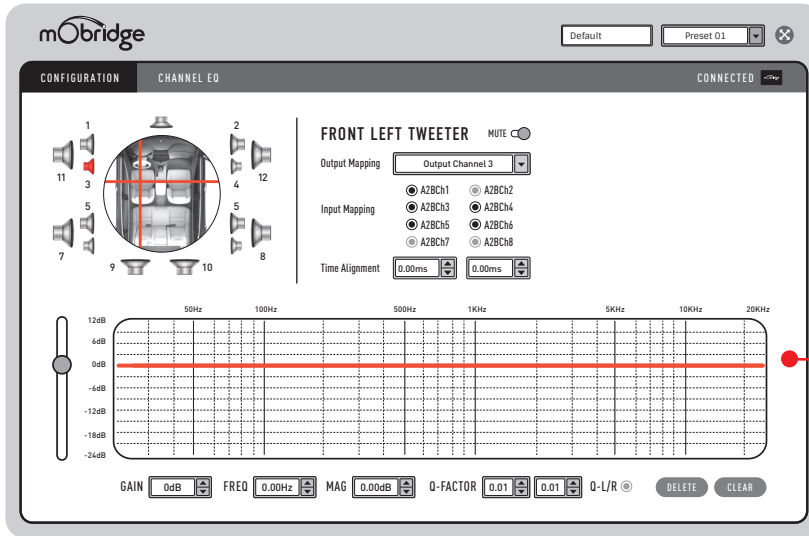 mObridge
Default
Preset 01
CONFIGURATION CHANNEL EQ CONNECTED
1 2
11 3 4 12
5 5
7 8
9 10
FRONT LEFT TWEETER MUTE
Output Mapping Output Channel 3
Input Mapping
A2BCh1 A2BCh2
A2BCh3 A2BCh4
A2BCh5 A2BCh6
A2BCh7 A2BCh8
Time Alignment 0.00ms 0.00ms
50Hz 100Hz 500Hz 1KHz 5KHz 10KHz 20KHz
12dB
6dB
0dB
-6dB
-12dB
-18dB
-24dB
GAIN 0dB FREQ 0.00Hz MAG 0.00dB Q-FACTOR 0.01 0.01 Q-L/R DELETE CLEAR